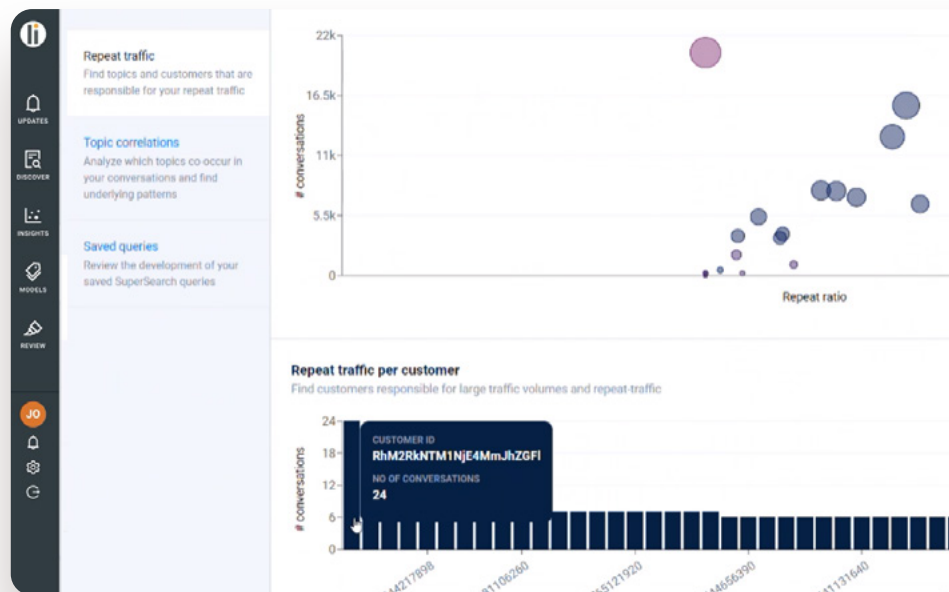 li
UPDATES
DISCOVER
INSIGHTS
MODELS
REVIEW
JO
Repeat traffic
Find topics and customers that are
responsible for your repeat traffic
Topic correlations
Analyze which topics co occur in
your conversations and find
underlying patterns
Saved queries
Review the development of your
saved SuperSearch queries
# conversations
22k
16.5k
11k
5.5k
0
Repeat ratio
Repeat traffic per customer
Find customers responsible for large traffic volumes and repeat-traffic
# conversations
24
18
12
6
0
CUSTOMER ID
RhM2RkNTM1NjE4MmJhZGFl
NO OF CONVERSATIONS
24